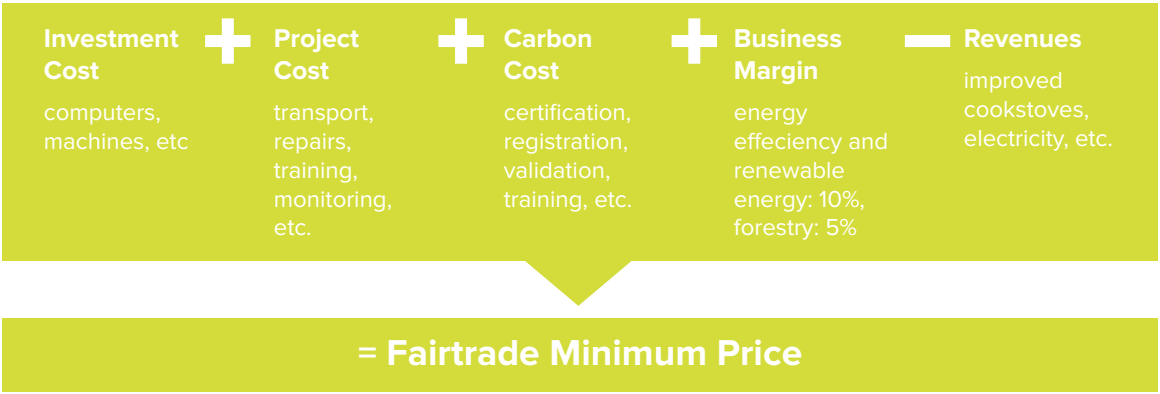 Investment
Cost
computers,
machines, etc
+
Project
Cost
transport,
repairs,
training,
monitoring,
etc.
+
Carbon
Cost
certification,
registration,
validation,
training, etc.
+
Business
Margin
energy
effeciency and
renewable
energy: 10%,
forestry: 5%
−
Revenues
improved
cookstoves,
electricity, etc.
= Fairtrade Minimum Price